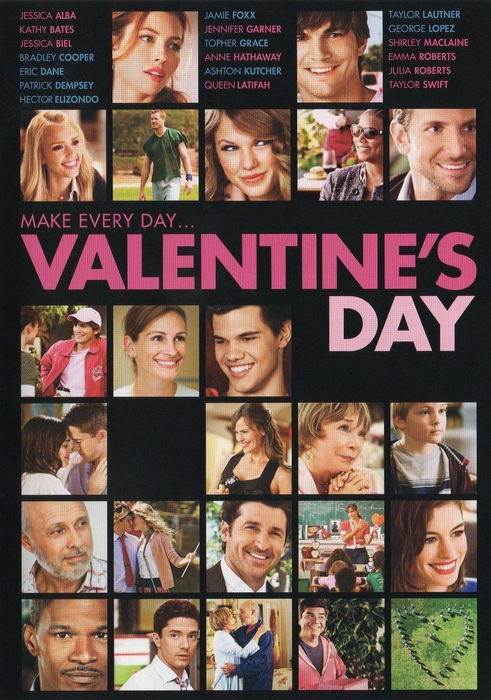 JESSICA ALBA
KATHY BATES
JESSICA BIEL
BRADLEY COOPER
ERIC DANE
PATRICK DEMPSEY
HECTOR ELIZONDO
JAMIE FOXX
JENNIFER GARNER
TOPHER GRACE
ANNE HATHAWAY
ASHTON KUTCHER
QUEEN LATIFAH
TAYLOR LAUTNER
GEORGE LOPEZ
SHIRLEY MACLAINE
EMMA ROBERTS
JULIA ROBERTS
TAYLOR SWIFT
MAKE EVERY DAY...
VALENTINE'S
DAY